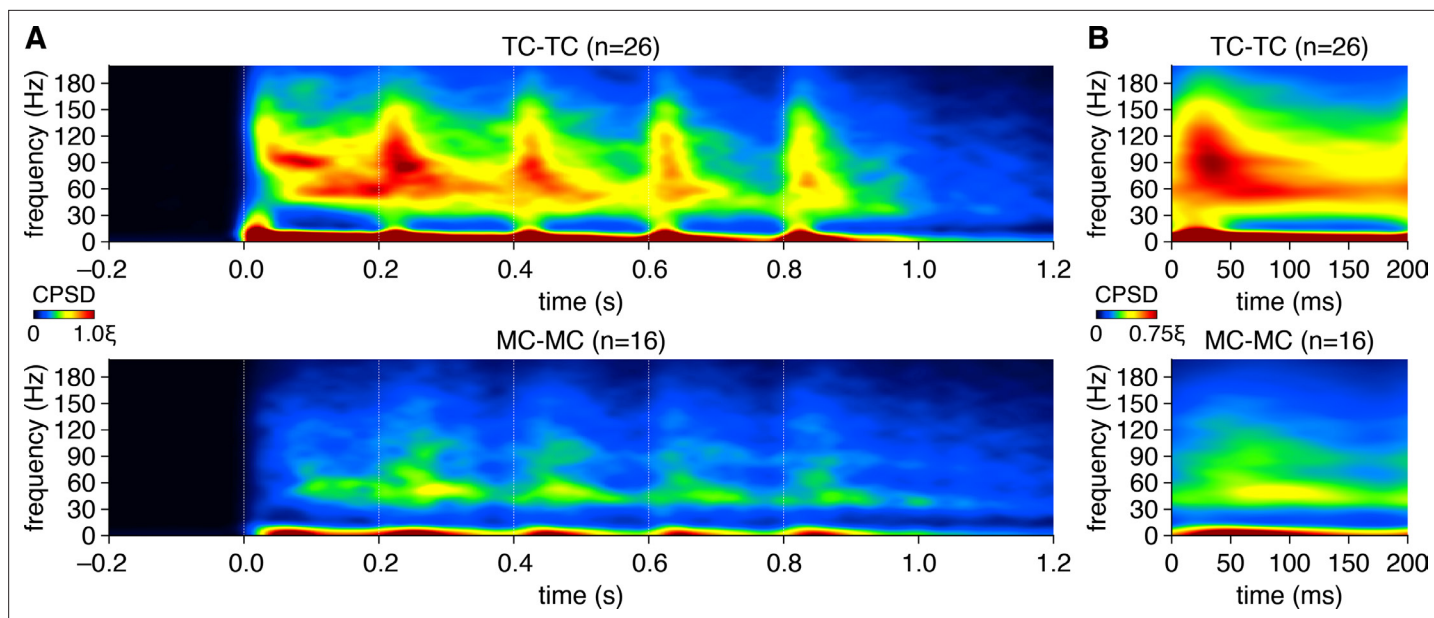 A
TC-TC (n=26)
frequency (Hz)
180
150
120
90
60
30
0
−0.2 0.0 0.2 0.4 0.6 0.8 1.0 1.2
time (s)
CPSD
0 1.0ξ
MC-MC (n=16)
frequency (Hz)
180
150
120
90
60
30
0
−0.2 0.0 0.2 0.4 0.6 0.8 1.0 1.2
time (s)
B
TC-TC (n=26)
frequency (Hz)
180
150
120
90
60
30
0
0 50 100 150 200
time (ms)
CPSD
0 0.75ξ
MC-MC (n=16)
frequency (Hz)
180
150
120
90
60
30
0
0 50 100 150 200
time (ms)